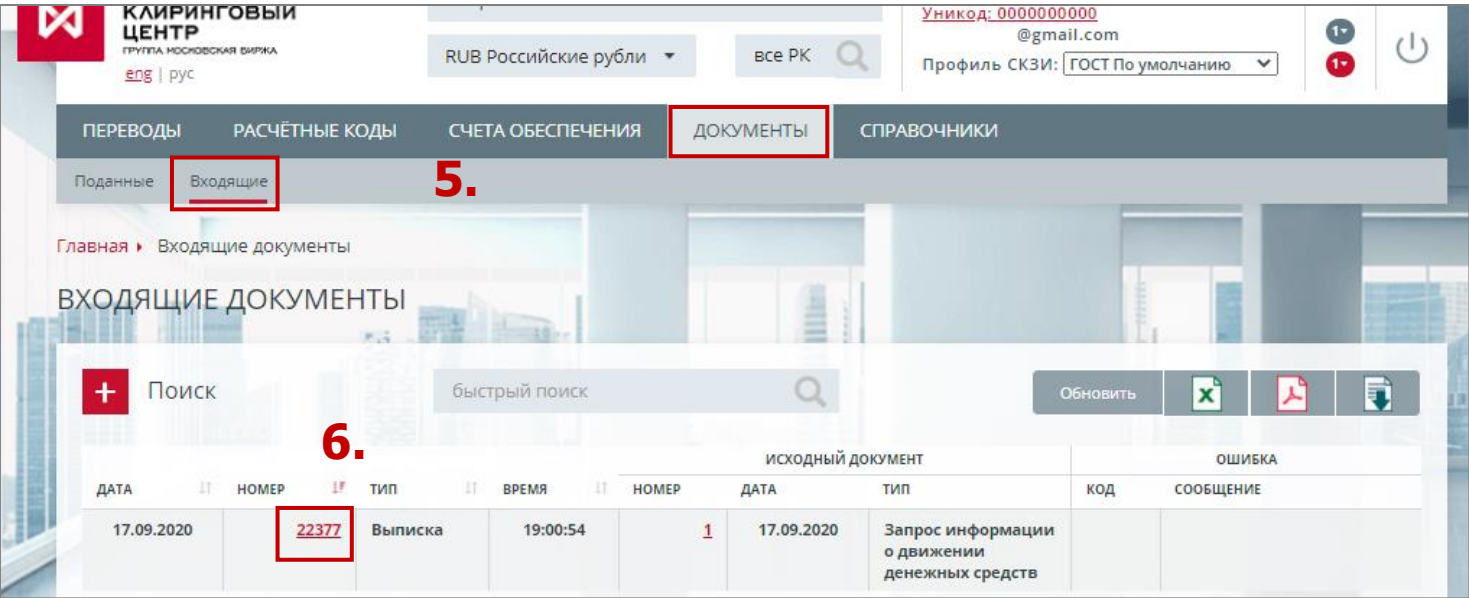 КЛИРИНГОВЫЙ
ЦЕНТР
ГРУППА МОСКОВСКАЯ БИРЖА
eng | рус
RUB Российские рубли
все РК
Уникод: 0000000000
@gmail.com
Профиль СКЗИ: ГОСТ По умолчанию
1
1
ПЕРЕВОДЫ РАСЧЁТНЫЕ КОДЫ СЧЕТА ОБЕСПЕЧЕНИЯ ДОКУМЕНТЫ СПРАВОЧНИКИ
Поданные Входящие
5.
Главная Входящие документы
ВХОДЯЩИЕ ДОКУМЕНТЫ
+ Поиск
быстрый поиск
Обновить
6.
ИСХОДНЫЙ ДОКУМЕНТ ОШИБКА
ДАТА НОМЕР ТИП ВРЕМЯ НОМЕР ДАТА ТИП КОД СООБЩЕНИЕ
17.09.2020 22377 Выписка 19:00:54 1 17.09.2020 Запрос информации
о движении
денежных средств